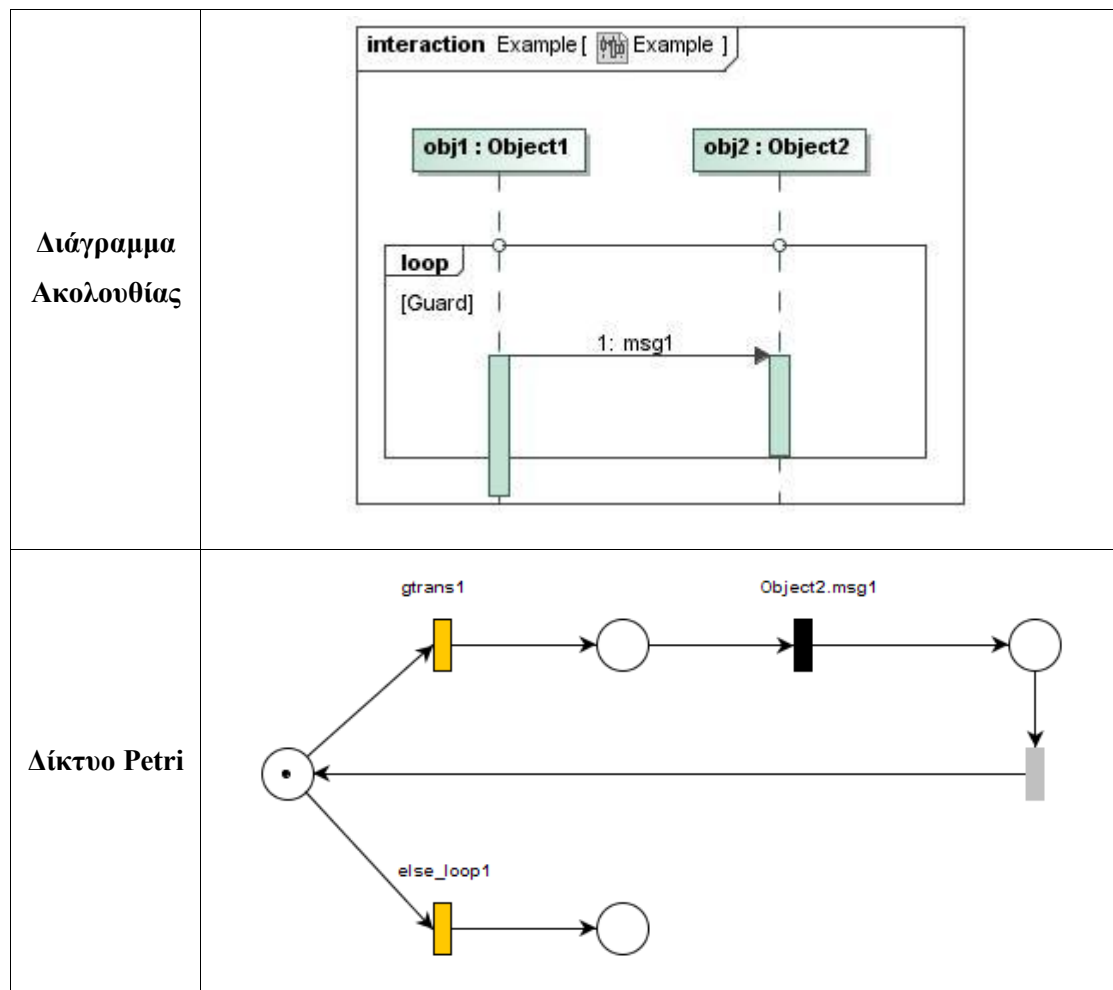 Διάγραμμα
Ακολουθίας
interaction Example [ Example ]
obj1 : Object1
obj2 : Object2
loop
[Guard]
1: msg1
Δίκτυο Petri
gtrans1
Object2.msg1
else_loop1